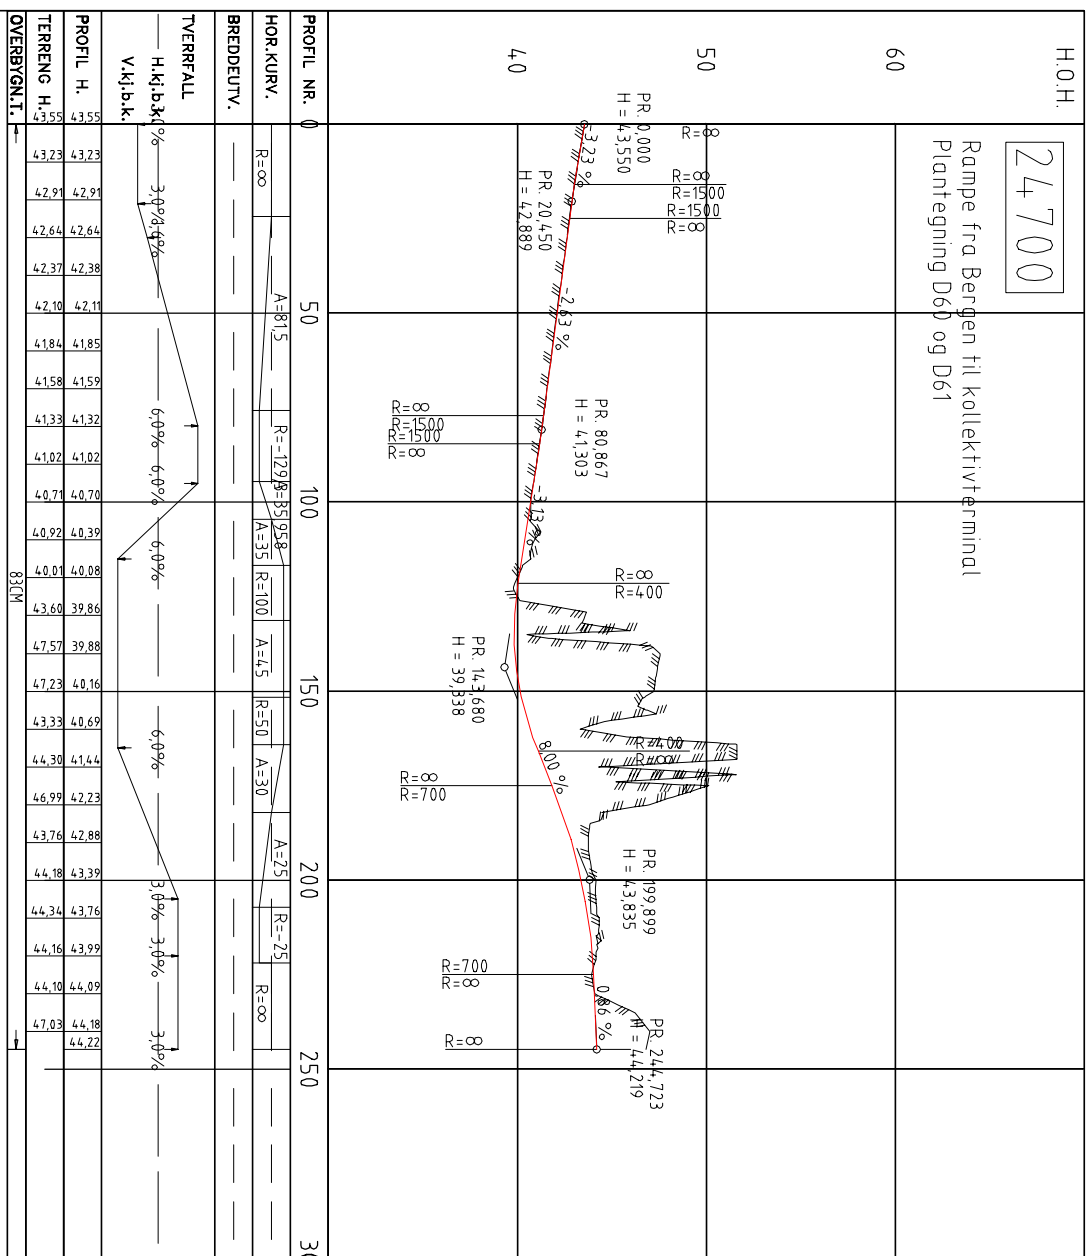 24700
Rampe fra Bergen til kollektivterminal
Plantegning D60 og D61
H.O.H.
60
50
40
PR. 0,000
H = 43,550
-3,23 %
R=∞
R=∞
R=1500
R=1500
R=∞
PR. 20,450
H = 42,889
-2,63 %
R=∞
R=1500
R=1500
R=∞
PR. 80,867
H = 41,303
-3,13 %
R=∞
R=400
PR. 143,680
H = 39,338
8,00 %
R=400
R=∞
R=∞
R=700
PR. 199,899
H = 43,835
R=700
R=∞
0,86 %
PR. 244,723
H = 44,219
R=∞
PROFIL NR. 0 50 100 150 200 250
HOR.KURV. R=∞ A=81,5 A=35 R=100 A=45 R=50 A=30 A=25 R=-25 R=∞
BREDDEUTV.
TVERRFALL
H.kj.b.k.
V.kj.b.k.
3,0% 6,0% 6,0% 6,0% 6,0% 3,0% 3,0% 3,0%
PROFIL H. 43,55 43,23 42,91 42,64 42,38 42,11 41,85 41,59 41,32 41,02 40,70 40,39 40,08 39,86 39,88 40,16 40,69 41,44 42,23 42,88 43,39 43,76 43,99 44,09 44,18 44,22
TERRENG H. 43,55 43,23 42,91 42,64 42,37 42,10 41,84 41,58 41,33 41,02 40,71 40,92 40,01 43,60 47,57 47,23 43,33 44,30 46,99 43,76 44,18 44,34 44,16 44,10 47,03
OVERBYGN.T. 83CM